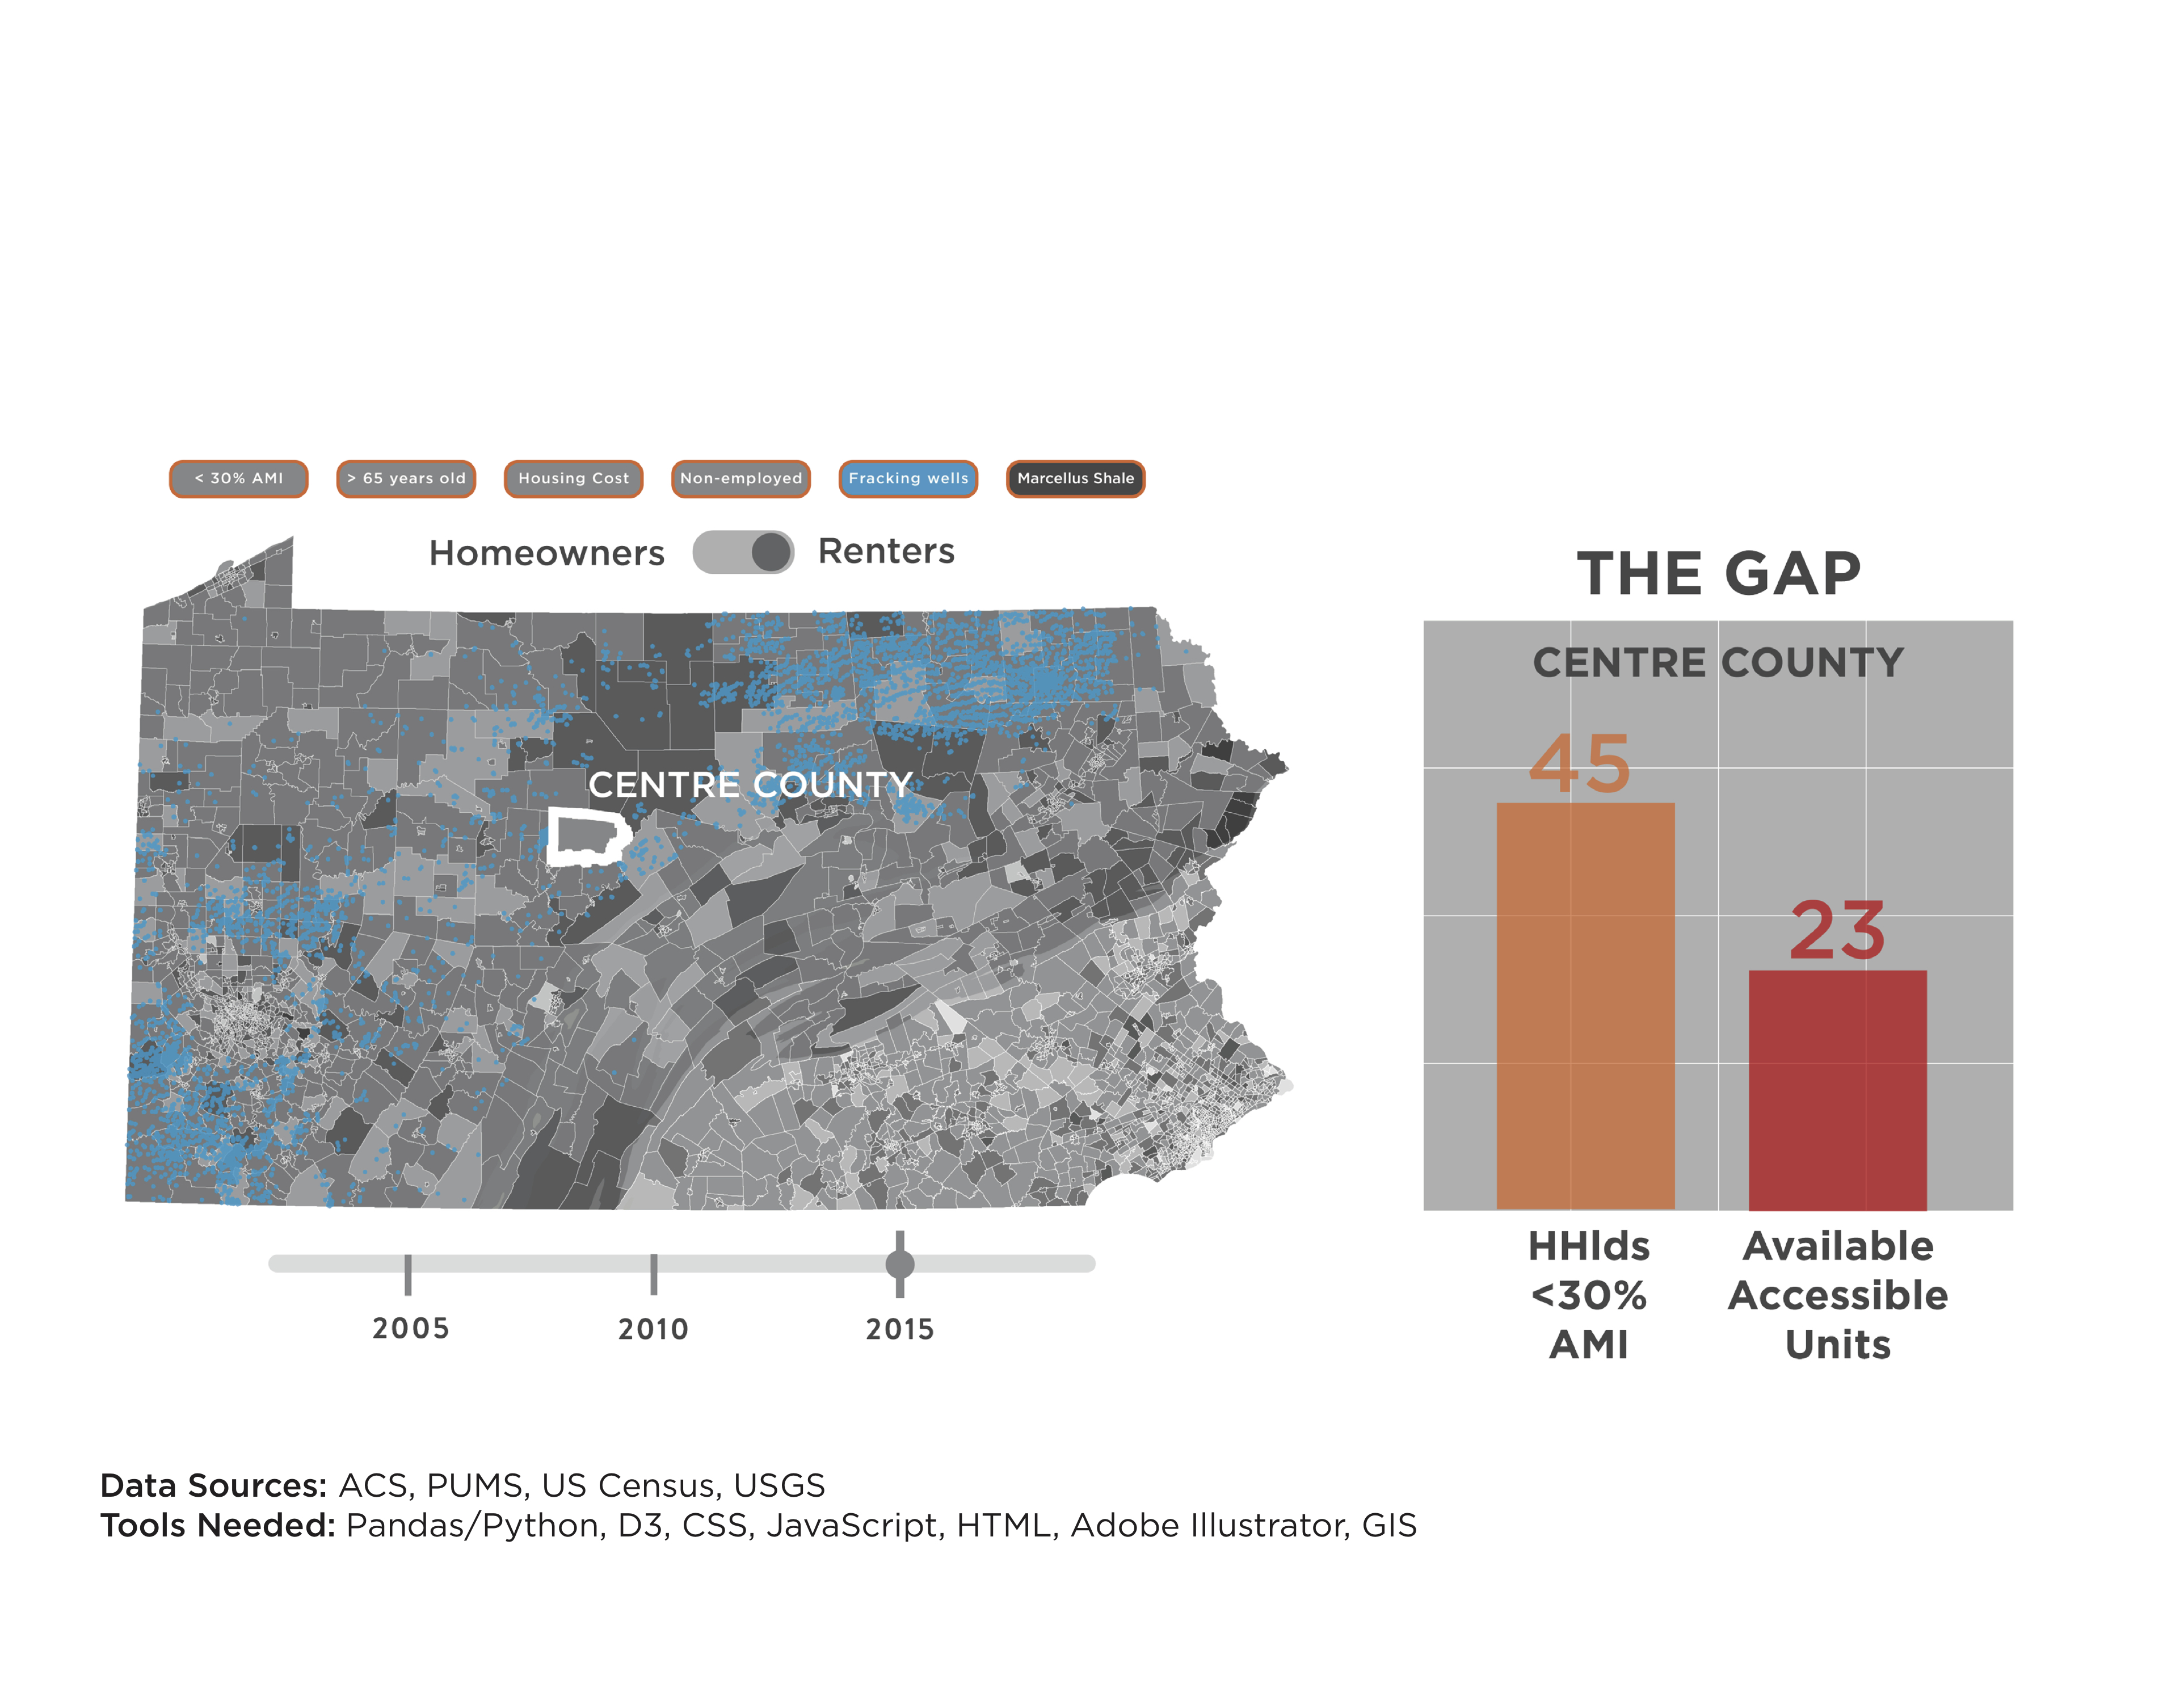 < 30% AMI
> 65 years old
Housing Cost
Non-employed
Fracking wells
Marcellus Shale
Homeowners
Renters
CENTRE COUNTY
2005
2010
2015
THE GAP
CENTRE COUNTY
45
23
HHlds
<30%
AMI
Available
Accessible
Units
Data Sources: ACS, PUMS, US Census, USGS
Tools Needed: Pandas/Python, D3, CSS, JavaScript, HTML, Adobe Illustrator, GIS